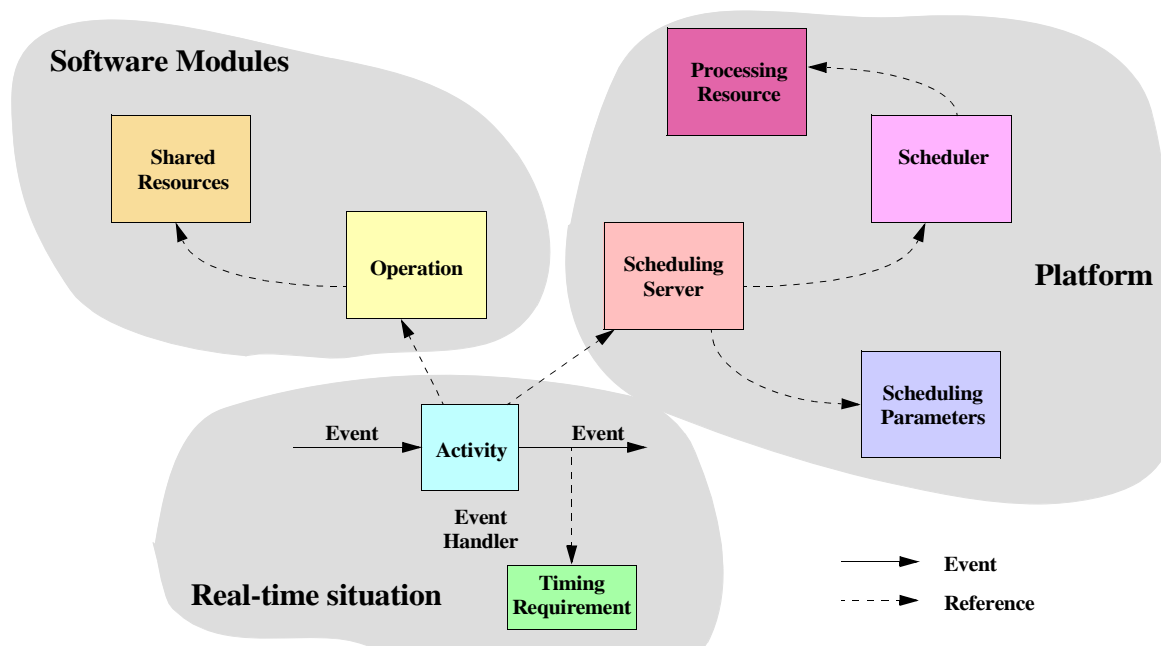 Software Modules
Processing
Resource
Shared
Resources
Scheduler
Operation
Scheduling
Server
Platform
Scheduling
Parameters
Event
Activity
Event
Event
Handler
Real-time situation
Timing
Requirement
Event
Reference